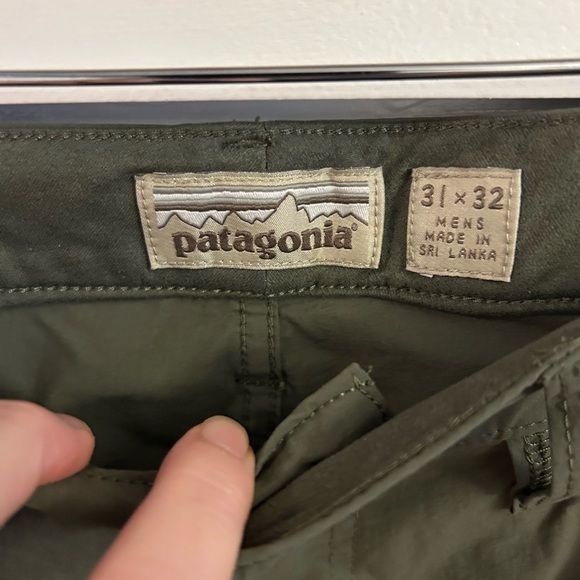 patagonia®
31 × 32
MENS
MADE IN
SRI LANKA